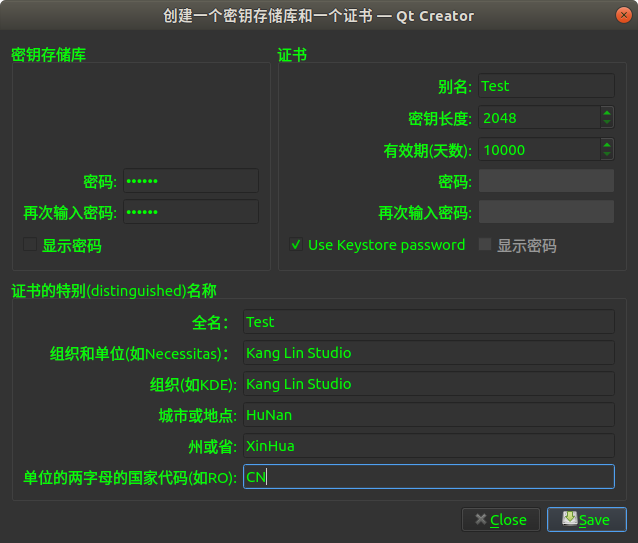 创建一个密钥存储库和一个证书 — Qt Creator
密钥存储库
密码: ••••••
再次输入密码: ••••••
显示密码
证书
别名: Test
密钥长度: 2048
有效期(天数): 10000
密码:
再次输入密码:
Use Keystore password 显示密码
证书的特别(distinguished)名称
全名： Test
组织和单位(如Necessitas)： Kang Lin Studio
组织(如KDE): Kang Lin Studio
城市或地点: HuNan
州或省: XinHua
单位的两字母的国家代码(如RO): CN
Close Save